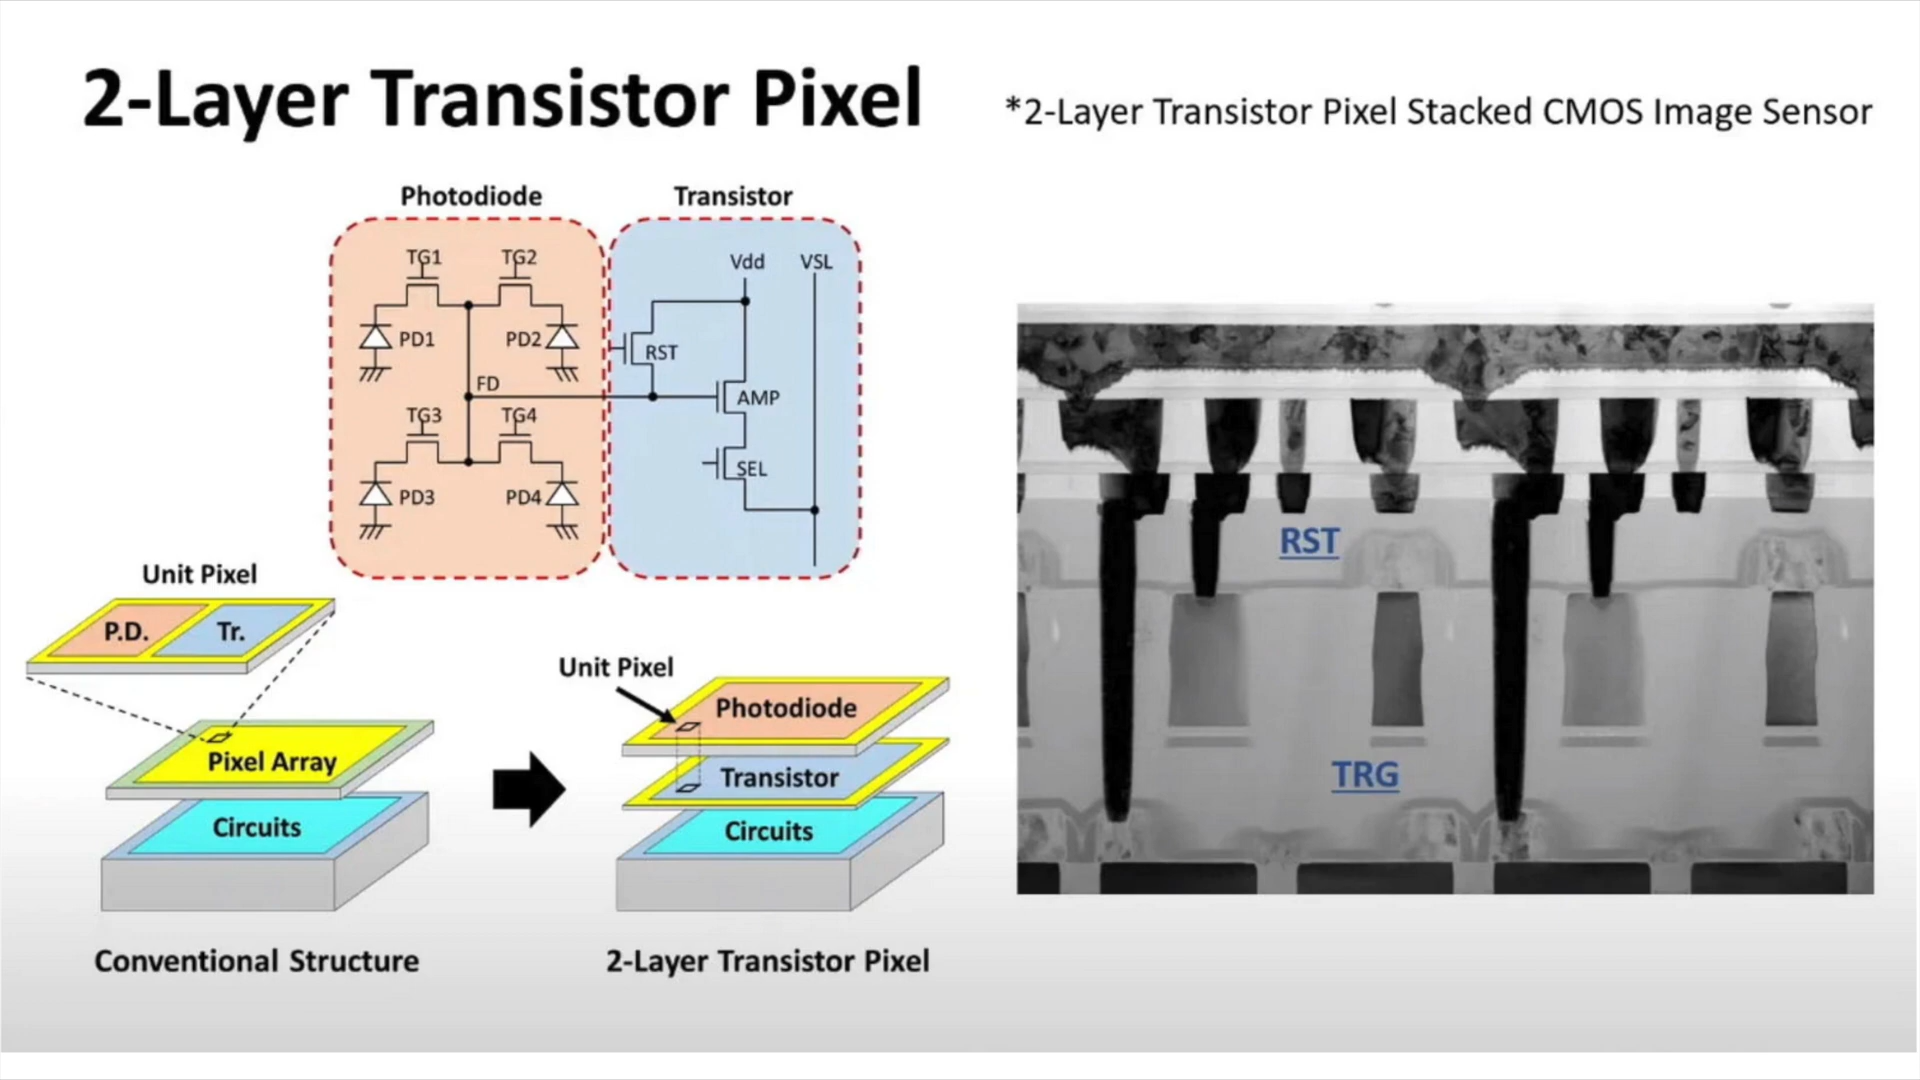 2-Layer Transistor Pixel
*2-Layer Transistor Pixel Stacked CMOS Image Sensor
Photodiode
Transistor
TG1
TG2
Vdd
VSL
PD1
PD2
RST
FD
AMP
TG3
TG4
SEL
PD3
PD4
RST
TRG
Unit Pixel
P.D.
Tr.
Pixel Array
Circuits
Conventional Structure
Unit Pixel
Photodiode
Transistor
Circuits
2-Layer Transistor Pixel